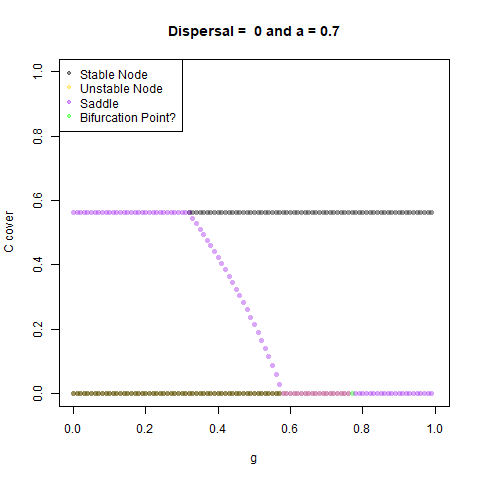 Dispersal =  0 and a = 0.7
Stable Node
Unstable Node
Saddle
Bifurcation Point?
C cover
1.0
0.8
0.6
0.4
0.2
0.0
0.0 0.2 0.4 0.6 0.8 1.0
g